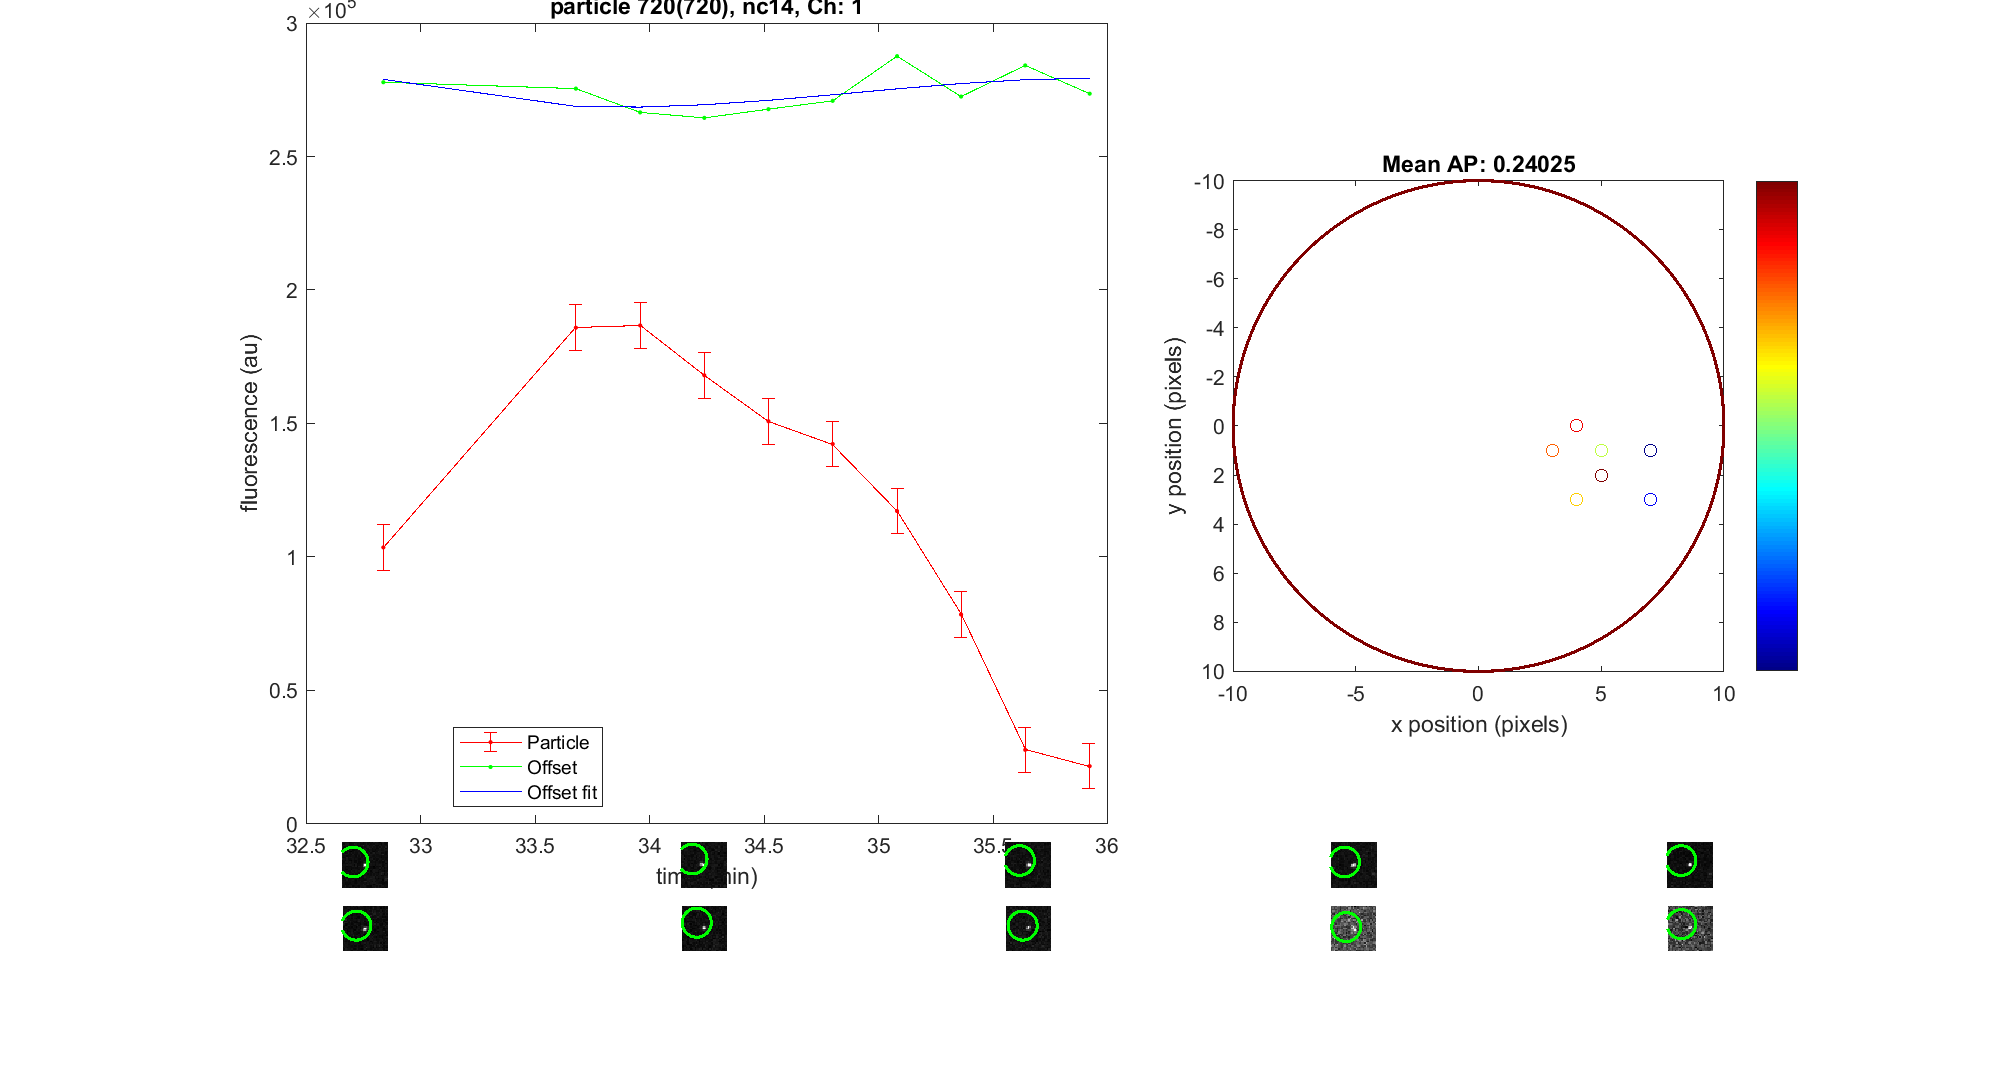 ×10⁵
particle 720(720), nc14, Ch: 1
3
2.5
2
1.5
1
0.5
0
fluorescence (au)
Particle
Offset
Offset fit
32.5 33 33.5 34 34.5 35 35.5 36
Mean AP: 0.24025
-10
-8
-6
-4
-2
0
2
4
6
8
10
y position (pixels)
-10 -5 0 5 10
x position (pixels)